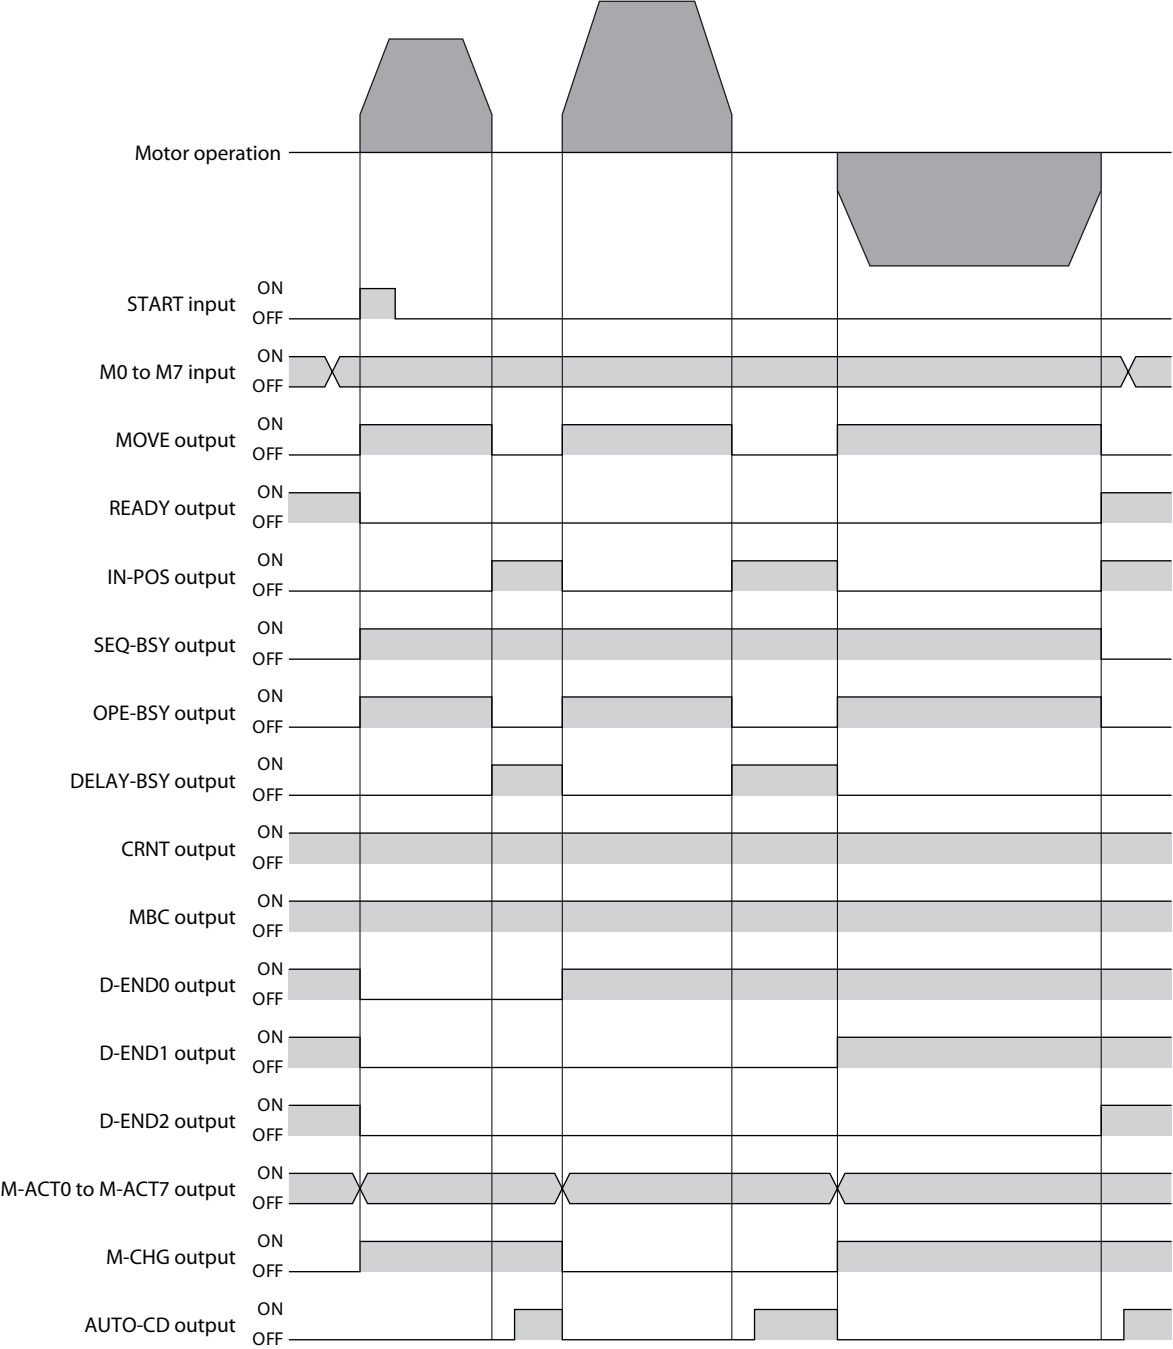 Motor operation
ON
START input
OFF
ON
M0 to M7 input
OFF
ON
MOVE output
OFF
ON
READY output
OFF
ON
IN-POS output
OFF
ON
SEQ-BSY output
OFF
ON
OPE-BSY output
OFF
ON
DELAY-BSY output
OFF
ON
CRNT output
OFF
ON
MBC output
OFF
ON
D-END0 output
OFF
ON
D-END1 output
OFF
ON
D-END2 output
OFF
ON
M-ACT0 to M-ACT7 output
OFF
ON
M-CHG output
OFF
ON
AUTO-CD output
OFF